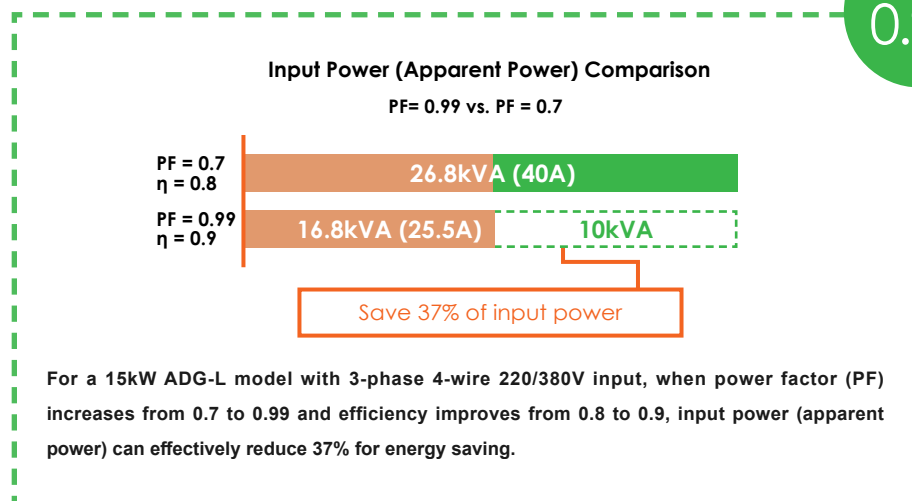 0.
Input Power (Apparent Power) Comparison
PF= 0.99 vs. PF = 0.7
PF = 0.7
η = 0.8
26.8kVA (40A)
PF = 0.99
η = 0.9
16.8kVA (25.5A)
10kVA
Save 37% of input power
For a 15kW ADG-L model with 3-phase 4-wire 220/380V input, when power factor (PF)
increases from 0.7 to 0.99 and efficiency improves from 0.8 to 0.9, input power (apparent
power) can effectively reduce 37% for energy saving.